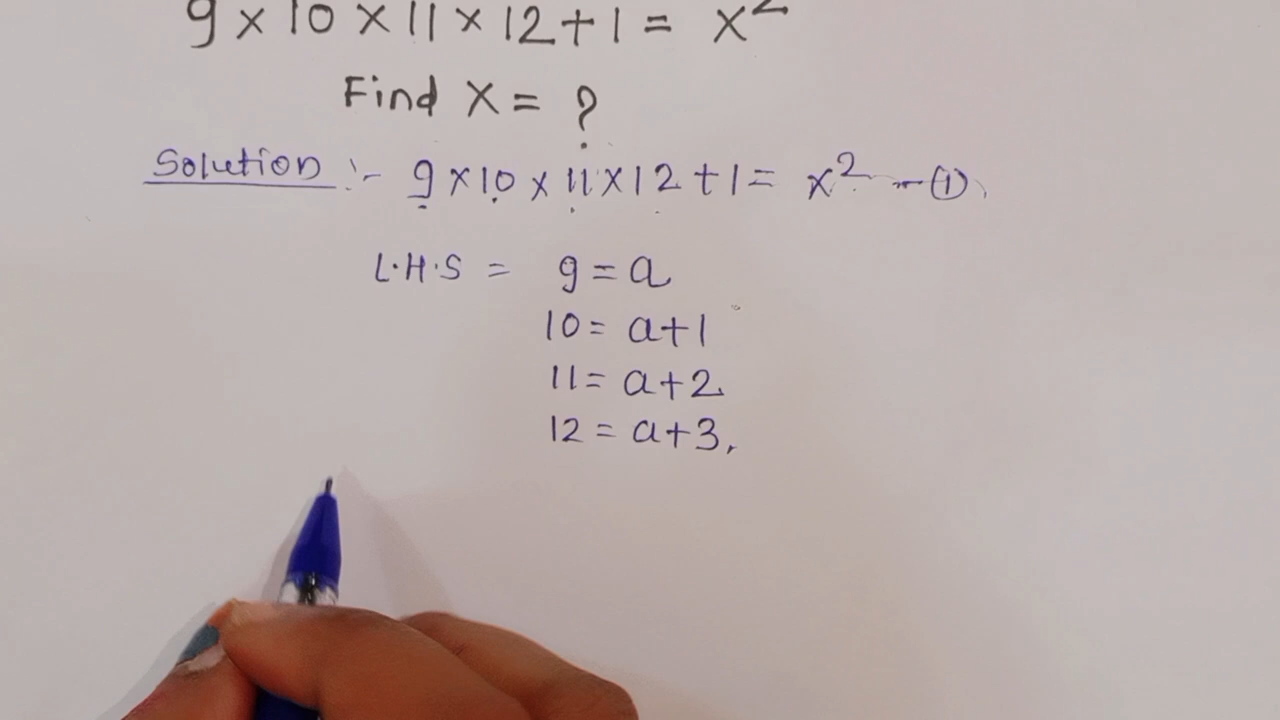 9 × 10 × 11 × 12 + 1 = x²
Find x = ?
Solution :- 9 × 10 × 11 × 12 + 1 = x² — ①
L.H.S = 9 = a
10 = a+1
11 = a+2
12 = a+3,